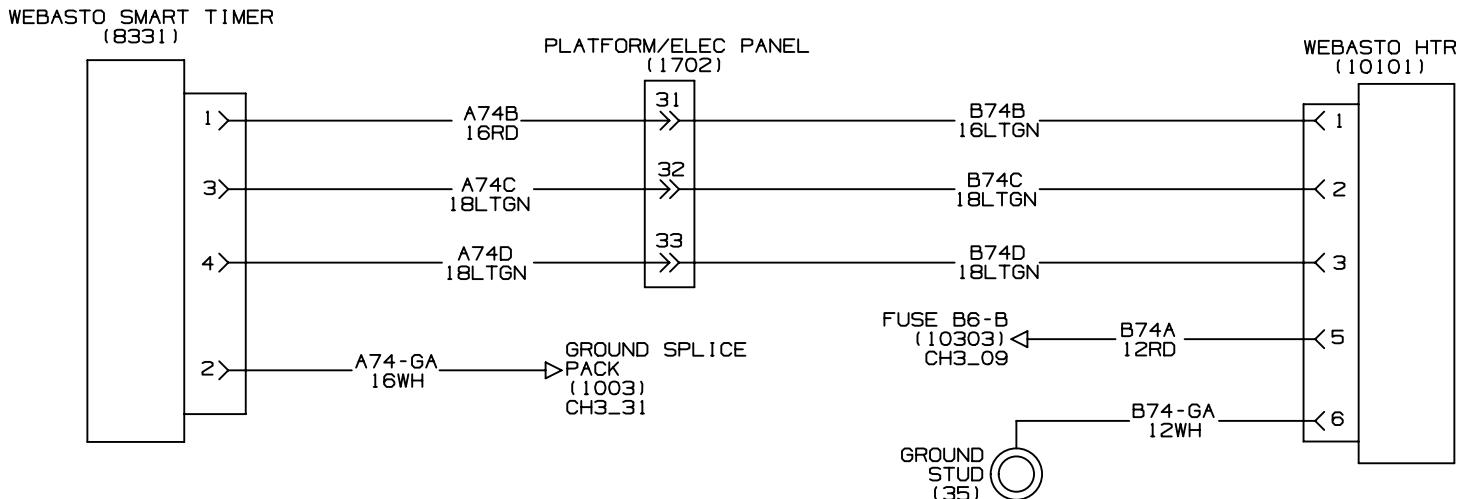 WEBASTO SMART TIMER
(8331)
PLATFORM/ELEC PANEL
(1702)
WEBASTO HTR
(10101)
1
A74B
16RD
31
B74B
16LTGN
1
3
A74C
18LTGN
32
B74C
18LTGN
2
4
A74D
18LTGN
33
B74D
18LTGN
3
FUSE B6-B
(10303)
CH3_09
B74A
12RD
5
2
A74-GA
16WH
GROUND SPLICE
PACK
(1003)
CH3_31
B74-GA
12WH
6
GROUND
STUD
(35)